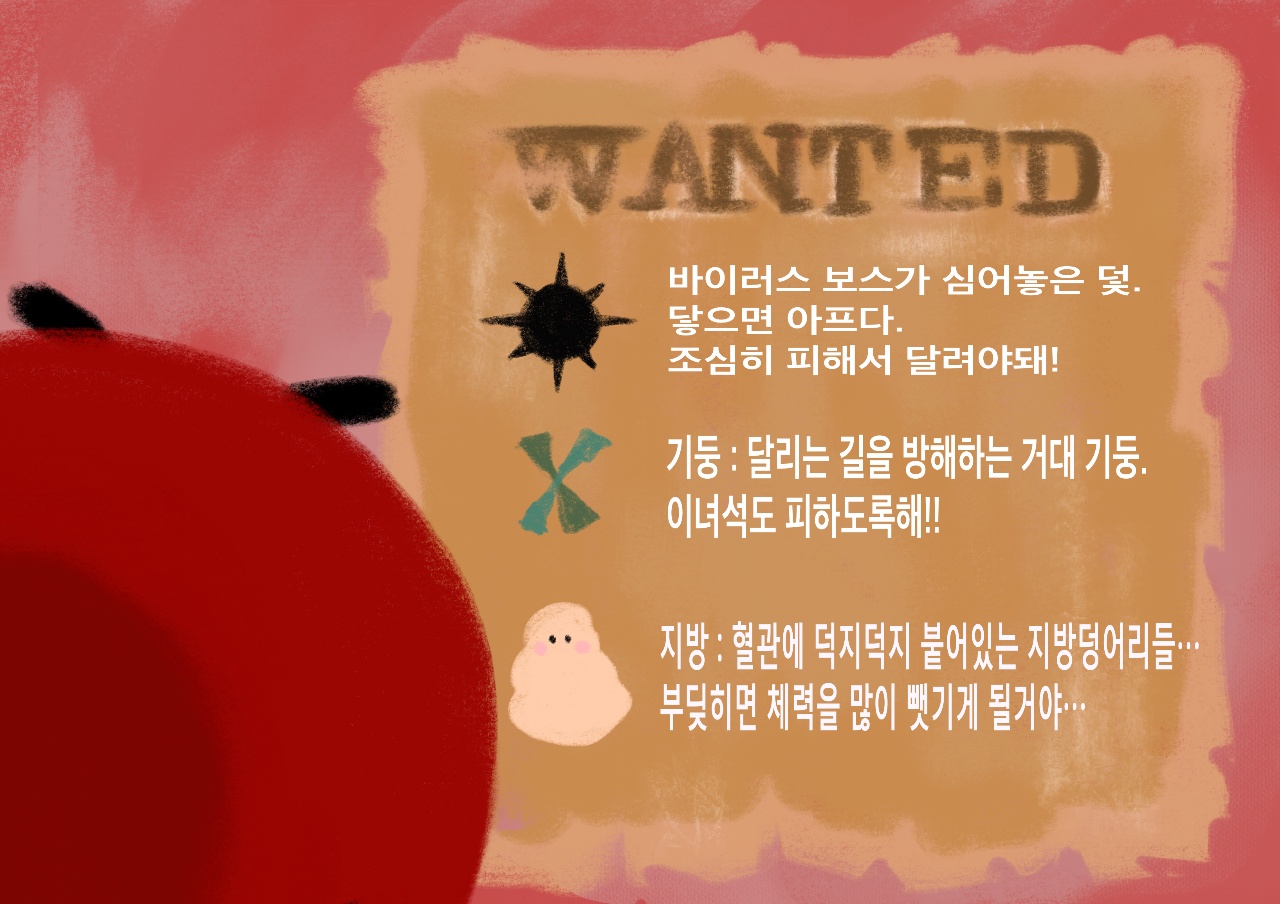 WANTED
바이러스 보스가 심어놓은 덫.
닿으면 아프다.
조심히 피해서 달려야돼!
기둥 : 달리는 길을 방해하는 거대 기둥.
이녀석도 피하도록해!!
지방 : 혈관에 덕지덕지 붙어있는 지방덩어리들…
부딪히면 체력을 많이 뺏기게 될거야…